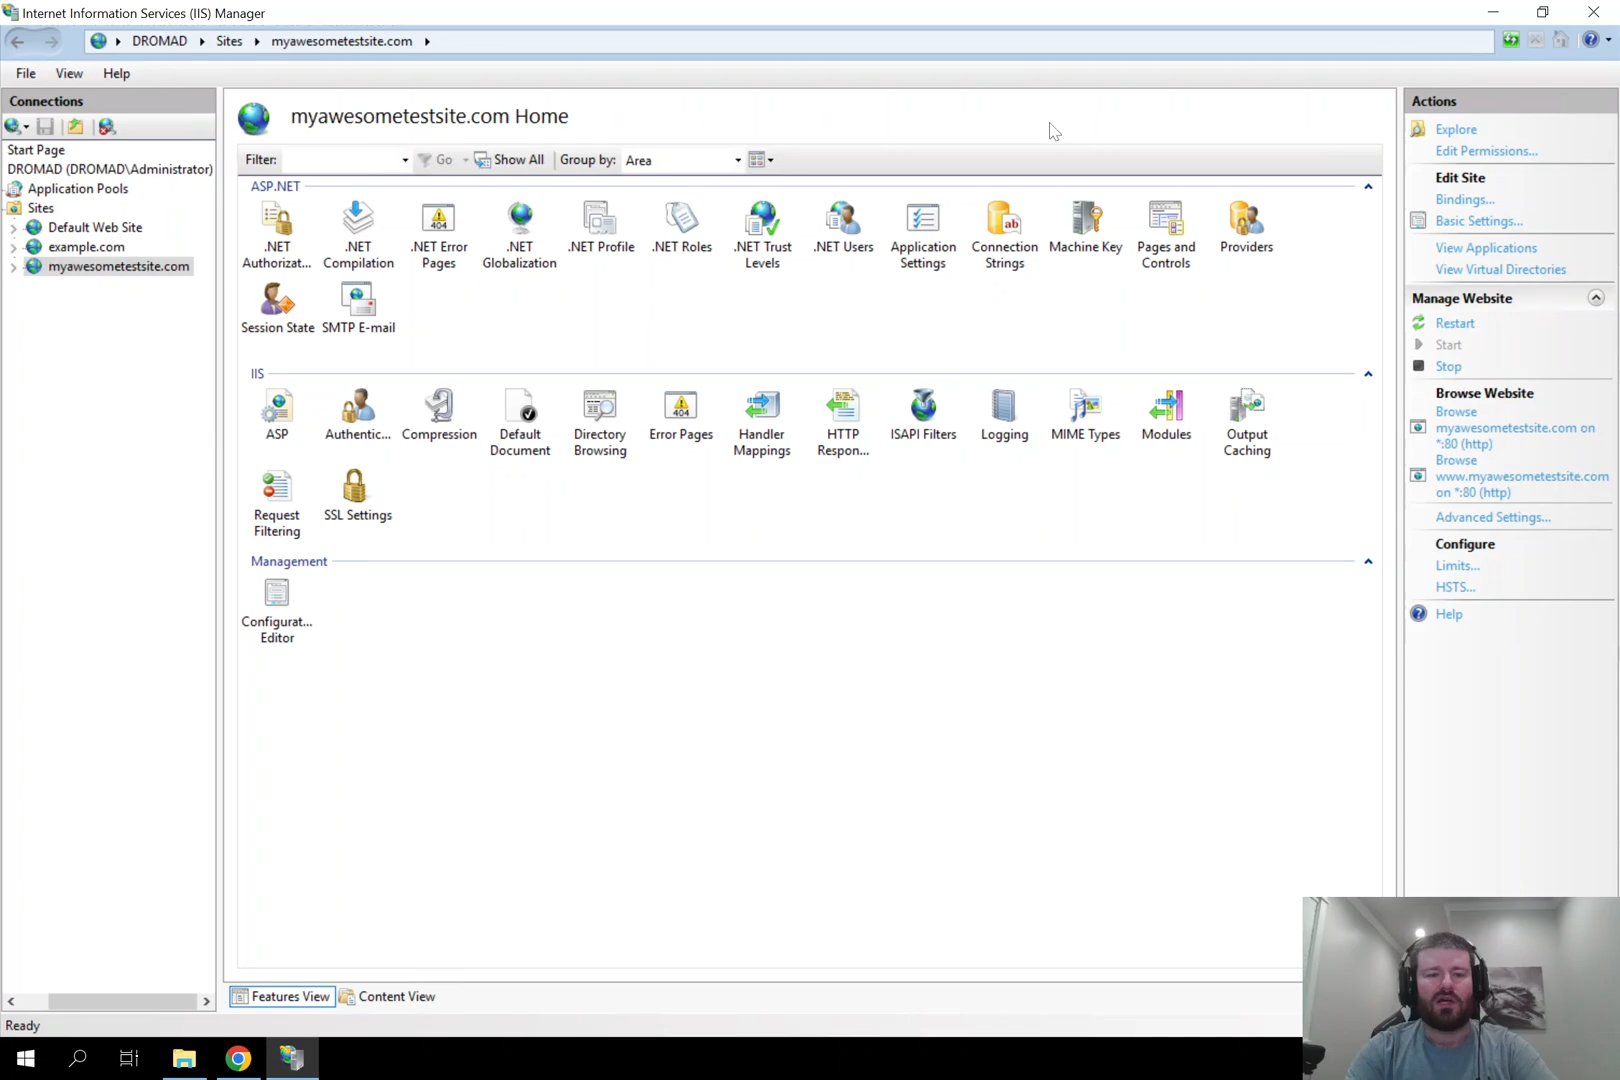 Internet Information Services (IIS) Manager
DROMAD
Sites
myawesometestsite.com
File
View
Help
Connections
Start Page
DROMAD (DROMAD\Administrator)
Application Pools
Sites
Default Web Site
example.com
myawesometestsite.com
myawesometestsite.com Home
Filter:
Go
Show All
Group by:
Area
ASP.NET
.NET
Authorizat...
.NET
Compilation
.NET Error
Pages
.NET
Globalization
.NET Profile
.NET Roles
.NET Trust
Levels
.NET Users
Application
Settings
ab
Connection
Strings
Machine Key
Pages and
Controls
Providers
404
Session State
SMTP E-mail
IIS
ASP
Authentic...
Compression
Default
Document
Directory
Browsing
404
Error Pages
Handler
Mappings
HTTP
Respon...
ISAPI Filters
Logging
MIME Types
Modules
Output
Caching
Request
Filtering
SSL Settings
Management
Configurat...
Editor
Features View
Content View
Ready
Actions
Explore
Edit Permissions...
Edit Site
Bindings...
Basic Settings...
View Applications
View Virtual Directories
Manage Website
Restart
Start
Stop
Browse Website
Browse
myawesometestsite.com on
*:80 (http)
Browse
www.myawesometestsite.com
on *:80 (http)
Advanced Settings...
Configure
Limits...
HSTS...
Help